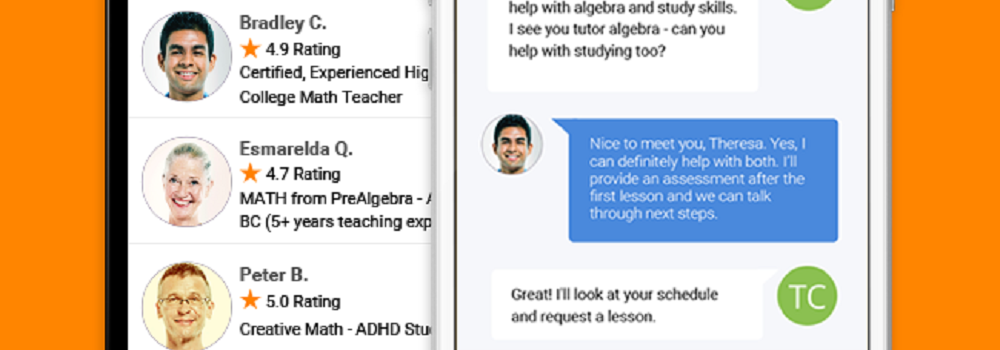 Bradley C.
4.9 Rating
Certified, Experienced Hig
College Math Teacher
Esmarelda Q.
4.7 Rating
MATH from PreAlgebra -
BC (5+ years teaching exp
Peter B.
5.0 Rating
Creative Math - ADHD Stu
help with algebra and study skills.
I see you tutor algebra - can you
help with studying too?
Nice to meet you, Theresa. Yes, I
can definitely help with both. I'll
provide an assessment after the
first lesson and we can talk
through next steps.
Great! I'll look at your schedule
and request a lesson.
TC